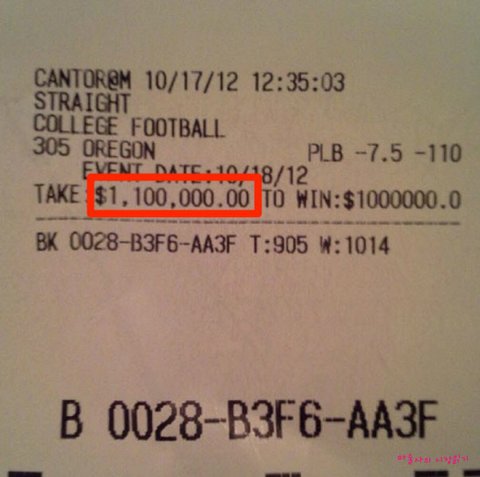 CANTOR@M 10/17/12 12:35:03
STRAIGHT
COLLEGE FOOTBALL
305 OREGON PLB -7.5 -110
EVENT DATE:10/18/12
TAKE $1,100,000.00 TO WIN:$1000000.0
BK 0028-B3F6-AA3F T:905 W:1014
B 0028-B3F6-AA3F